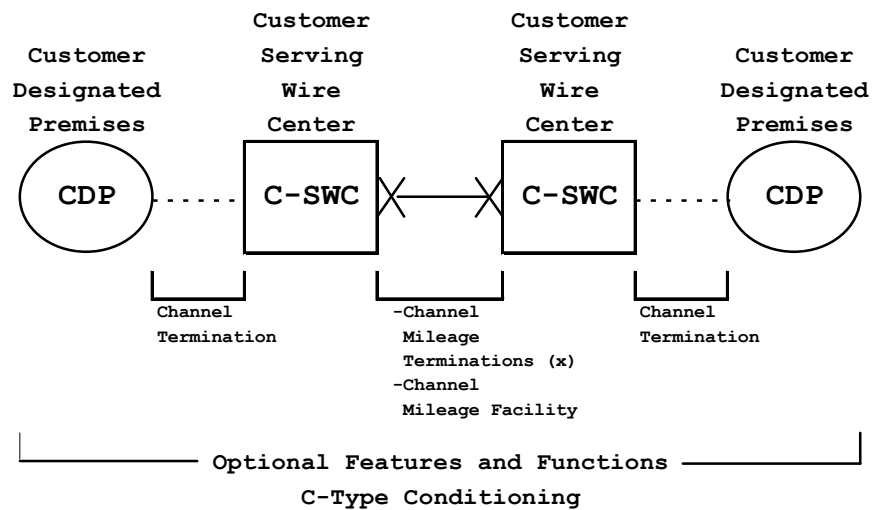 Customer
Designated
Premises
Customer
Serving
Wire
Center
Customer
Serving
Wire
Center
Customer
Designated
Premises
CDP
C-SWC
C-SWC
CDP
Channel
Termination
-Channel
Mileage
Terminations (x)
-Channel
Mileage Facility
Channel
Termination
Optional Features and Functions
C-Type Conditioning